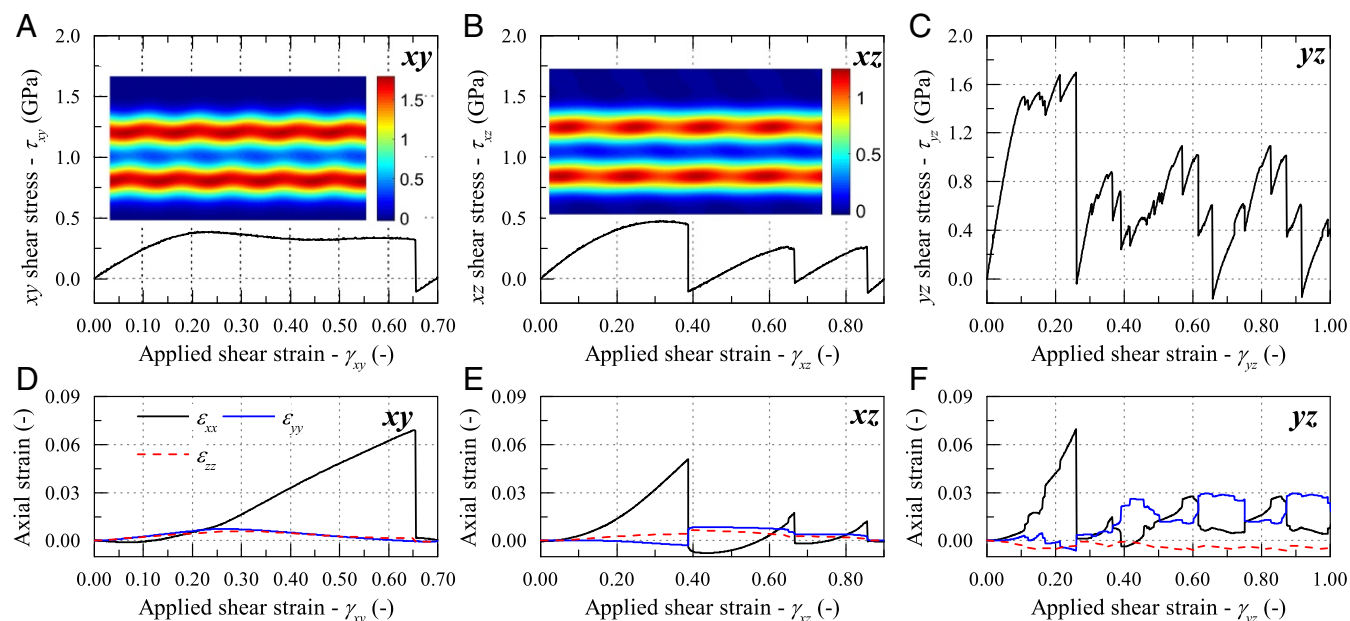 A
xy shear stress - τxy (GPa)
2.0
1.5
1.0
0.5
0.0
xy
1.5
1
0.5
0
0.00 0.10 0.20 0.30 0.40 0.50 0.60 0.70
Applied shear strain - γxy (-)
B
xz shear stress - τxz (GPa)
2.0
1.5
1.0
0.5
0.0
xz
1
0.5
0
0.00 0.20 0.40 0.60 0.80
Applied shear strain - γxz (-)
C
yz shear stress - τyz (GPa)
2.0
1.6
1.2
0.8
0.4
0.0
yz
0.00 0.20 0.40 0.60 0.80 1.00
Applied shear strain - γyz (-)
D
Axial strain (-)
0.09
0.06
0.03
0.00
xy
εxx εyy
εzz
0.00 0.10 0.20 0.30 0.40 0.50 0.60 0.70
Applied shear strain - γxy (-)
E
Axial strain (-)
0.09
0.06
0.03
0.00
xz
0.00 0.20 0.40 0.60 0.80
Applied shear strain - γxz (-)
F
Axial strain (-)
0.09
0.06
0.03
0.00
yz
0.00 0.20 0.40 0.60 0.80 1.00
Applied shear strain - γyz (-)